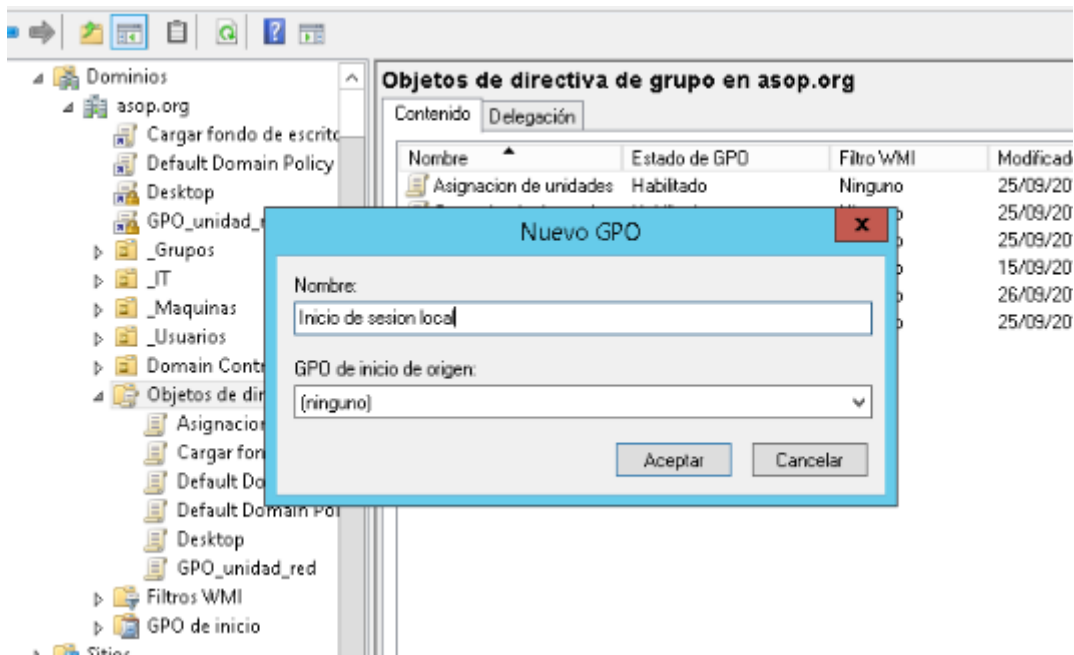 Dominios
asop.org
Cargar fondo de escrito
Default Domain Policy
Desktop
GPO_unidad_r
_Grupos
_IT
_Maquinas
_Usuarios
Domain Contr
Objetos de dir
Asignacion
Cargar fon
Default Do
Default Domain Pol
Desktop
GPO_unidad_red
Filtros WMI
GPO de inicio
Sitios
Objetos de directiva de grupo en asop.org
Contenido Delegación
Nombre Estado de GPO Filtro WMI Modificad
Asignacion de unidades Habilitado Ninguno 25/09/20
25/09/20
25/09/20
15/09/20
26/09/20
25/09/20
Nuevo GPO
x
Nombre:
Inicio de sesion local
GPO de inicio de origen:
(ninguno)
Aceptar Cancelar